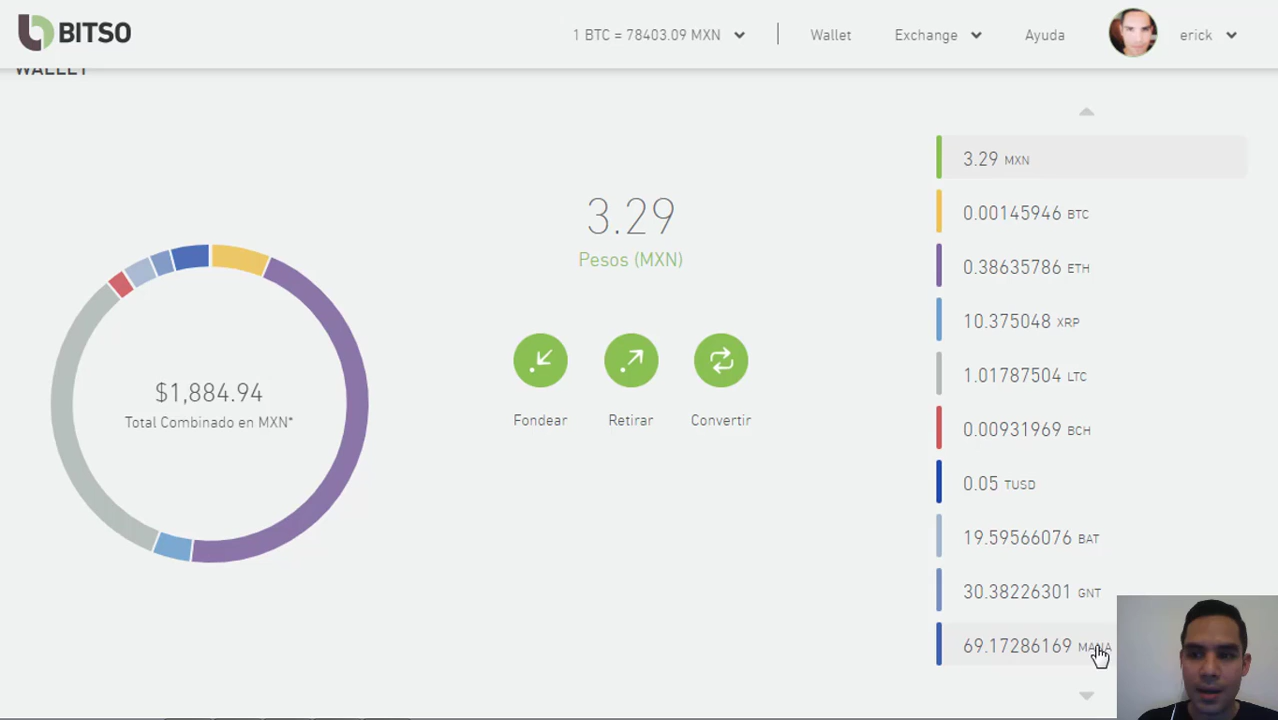 BITSO
1 BTC = 78403.09 MXN
Wallet
Exchange
Ayuda
erick
WALLET
$1,884.94
Total Combinado en MXN*
3.29
Pesos (MXN)
Fondear
Retirar
Convertir
3.29 MXN
0.00145946 BTC
0.38635786 ETH
10.375048 XRP
1.01787504 LTC
0.00931969 BCH
0.05 TUSD
19.59566076 BAT
30.38226301 GNT
69.17286169 MANA